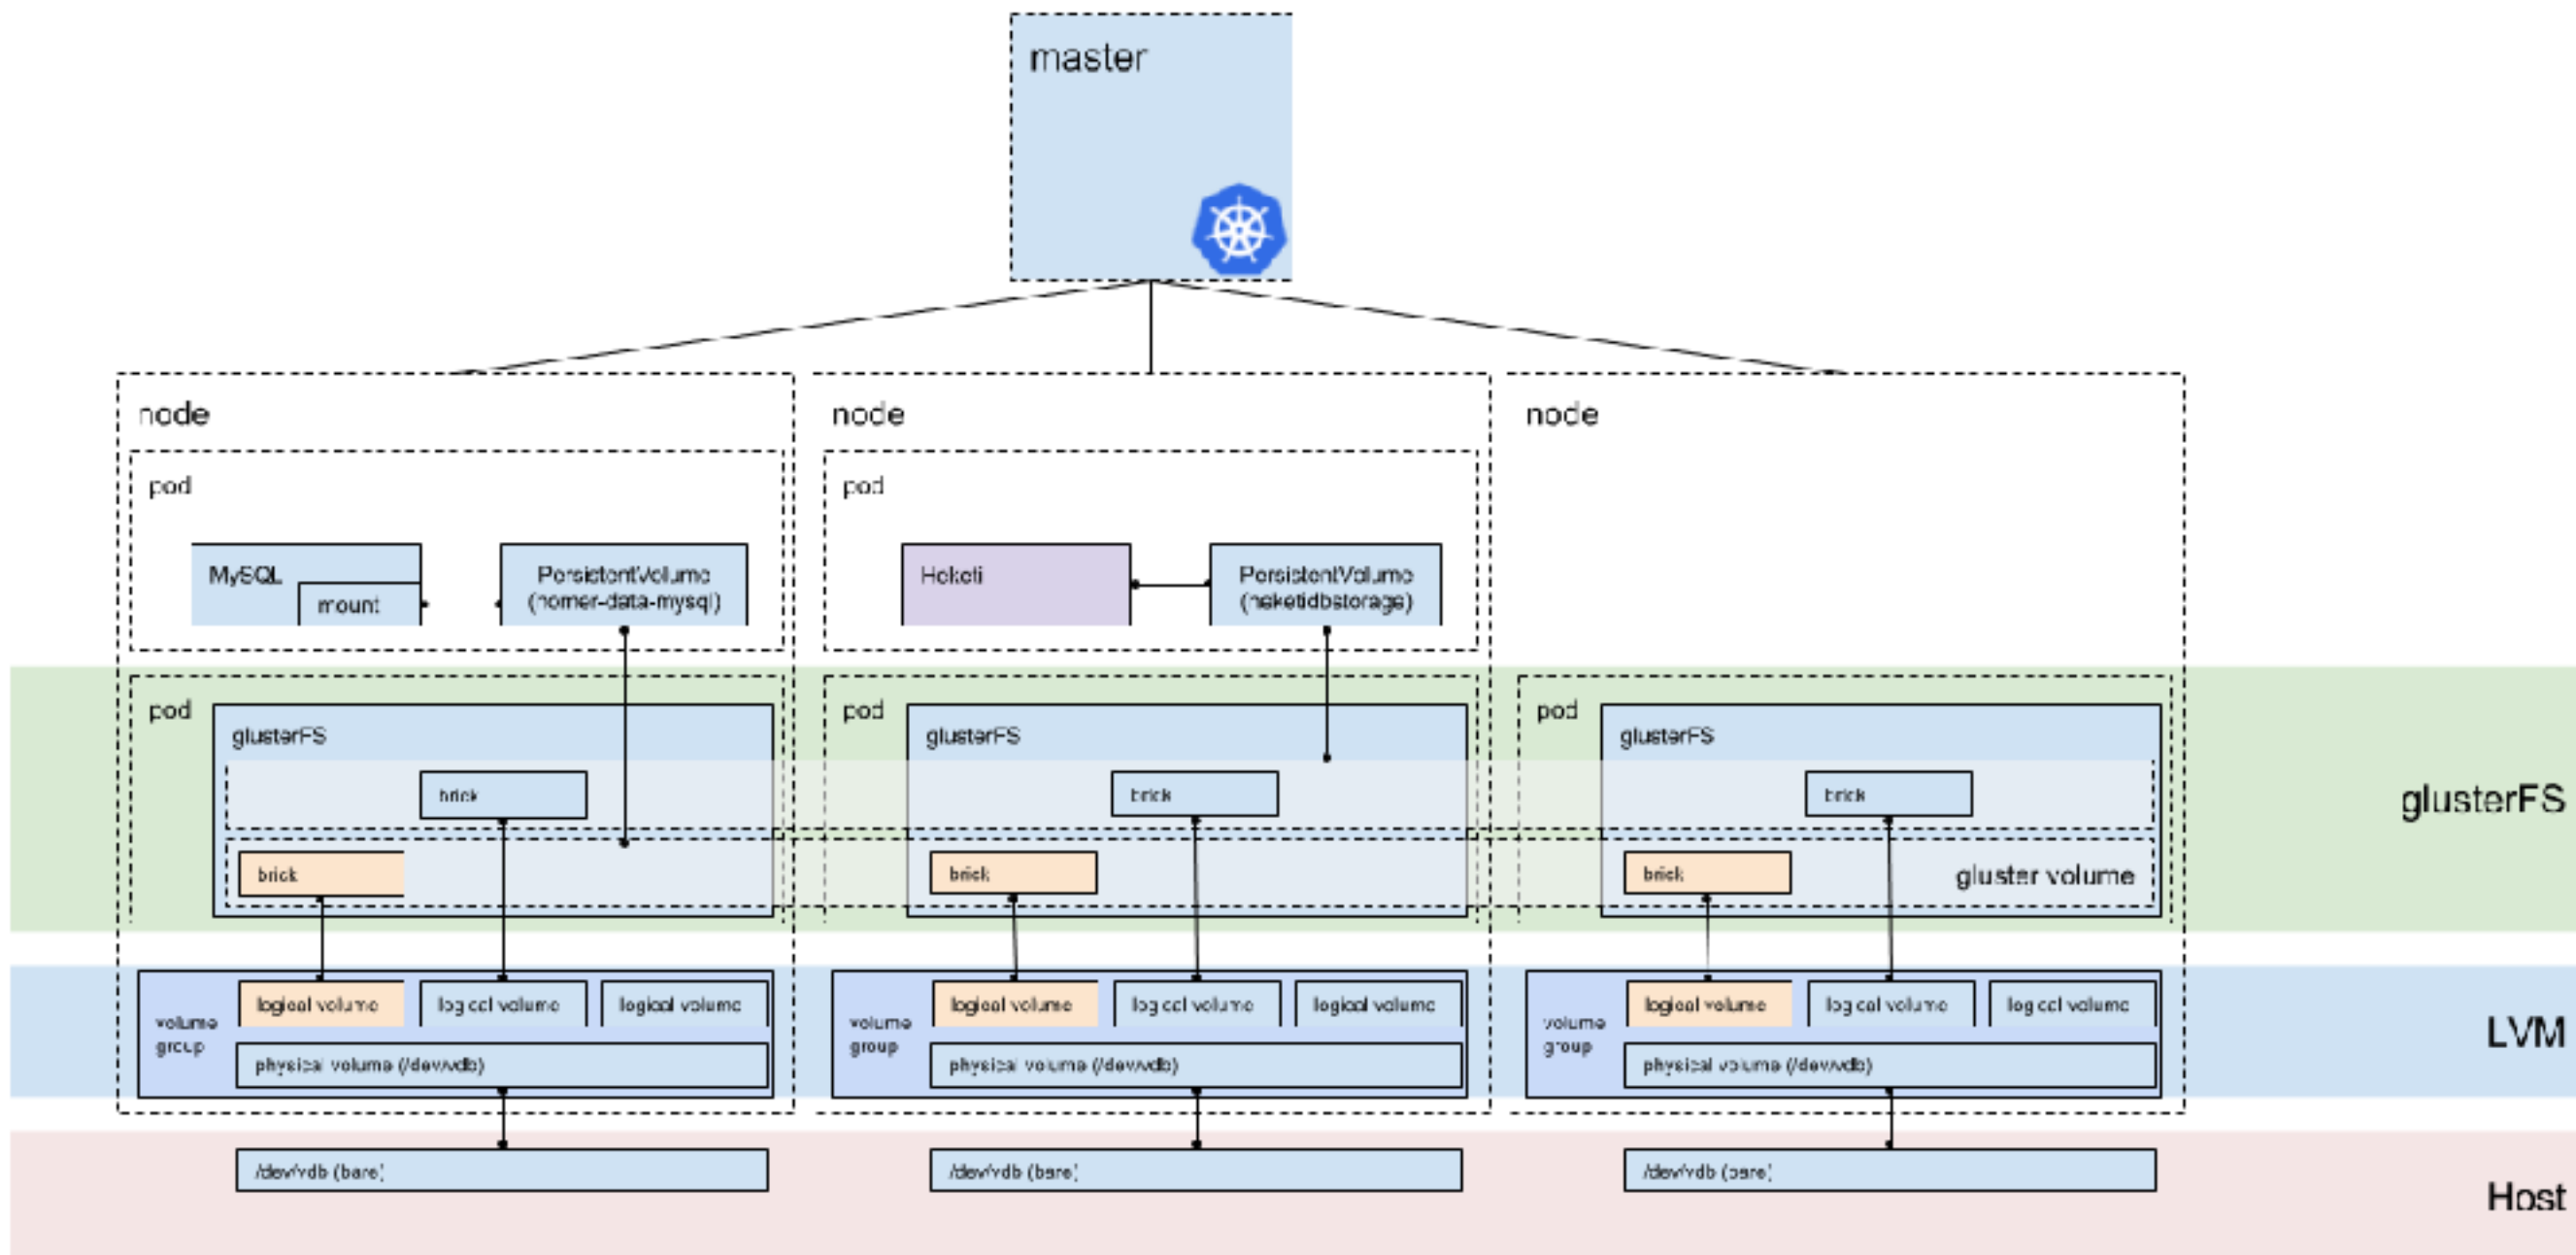 master
node
node
node
pod
pod
MySQL
mount
PersistentVolume
(homer-data-mysql)
Heketi
PersistentVolume
(heketidbstorage)
pod
glusterFS
pod
glusterFS
pod
glusterFS
brick
brick
brick
glusterFS
brick
brick
brick
gluster volume
volume
group
logical volume
logical volume
logical volume
physical volume (/dev/vdb)
volume
group
logical volume
logical volume
logical volume
physical volume (/dev/vdb)
volume
group
logical volume
logical volume
logical volume
physical volume (/dev/vdb)
LVM
/dev/vdb (bare)
/dev/vdb (bare)
/dev/vdb (bare)
Host